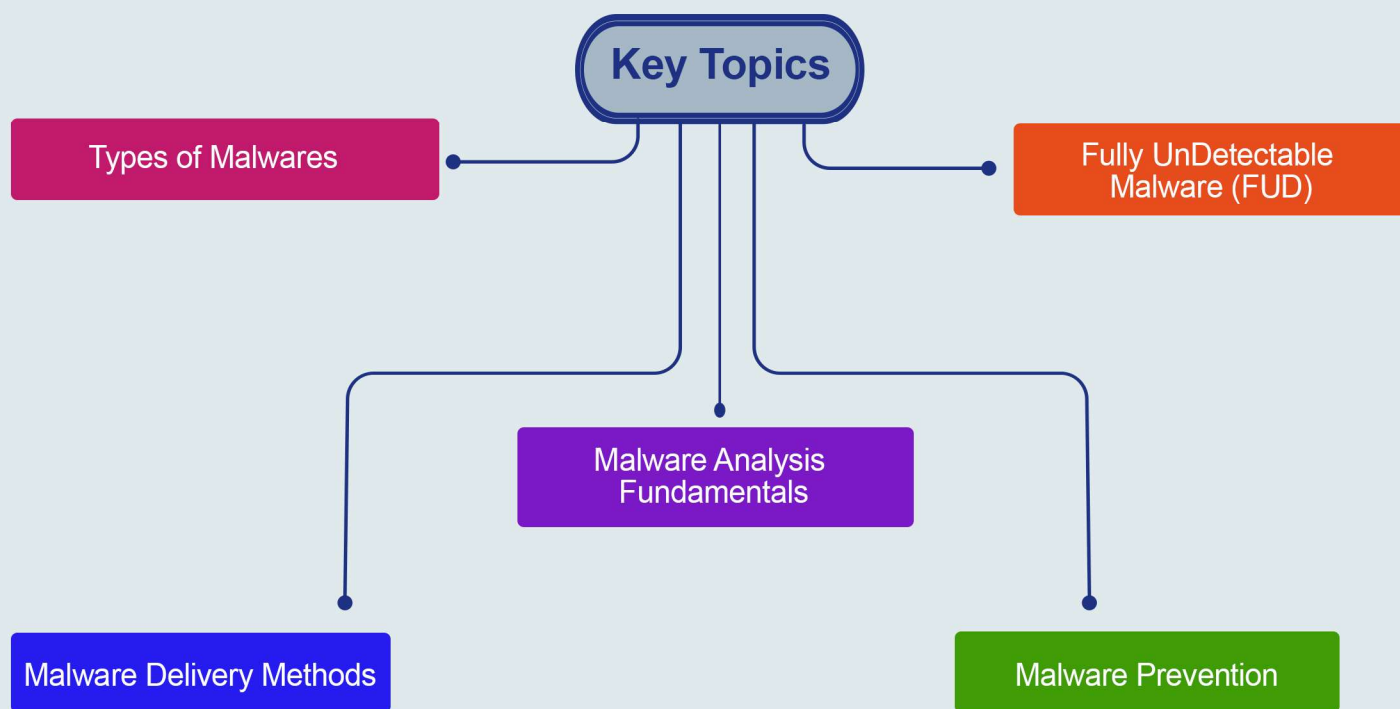 Key Topics
Types of Malwares
Fully UnDetectable
Malware (FUD)
Malware Analysis
Fundamentals
Malware Delivery Methods
Malware Prevention